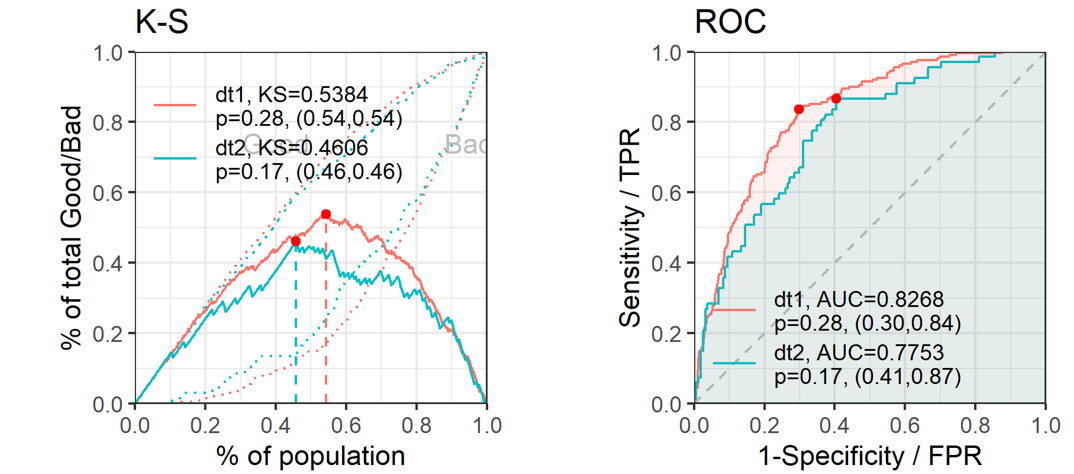 K-S
% of total Good/Bad
1.0
0.8
0.6
0.4
0.2
0.0
dt1, KS=0.5384
p=0.28, (0.54,0.54)
Good
Bad
dt2, KS=0.4606
p=0.17, (0.46,0.46)
0.0 0.2 0.4 0.6 0.8 1.0
% of population
ROC
Sensitivity / TPR
1.0
0.8
0.6
0.4
0.2
0.0
dt1, AUC=0.8268
p=0.28, (0.30,0.84)
dt2, AUC=0.7753
p=0.17, (0.41,0.87)
0.0 0.2 0.4 0.6 0.8 1.0
1-Specificity / FPR